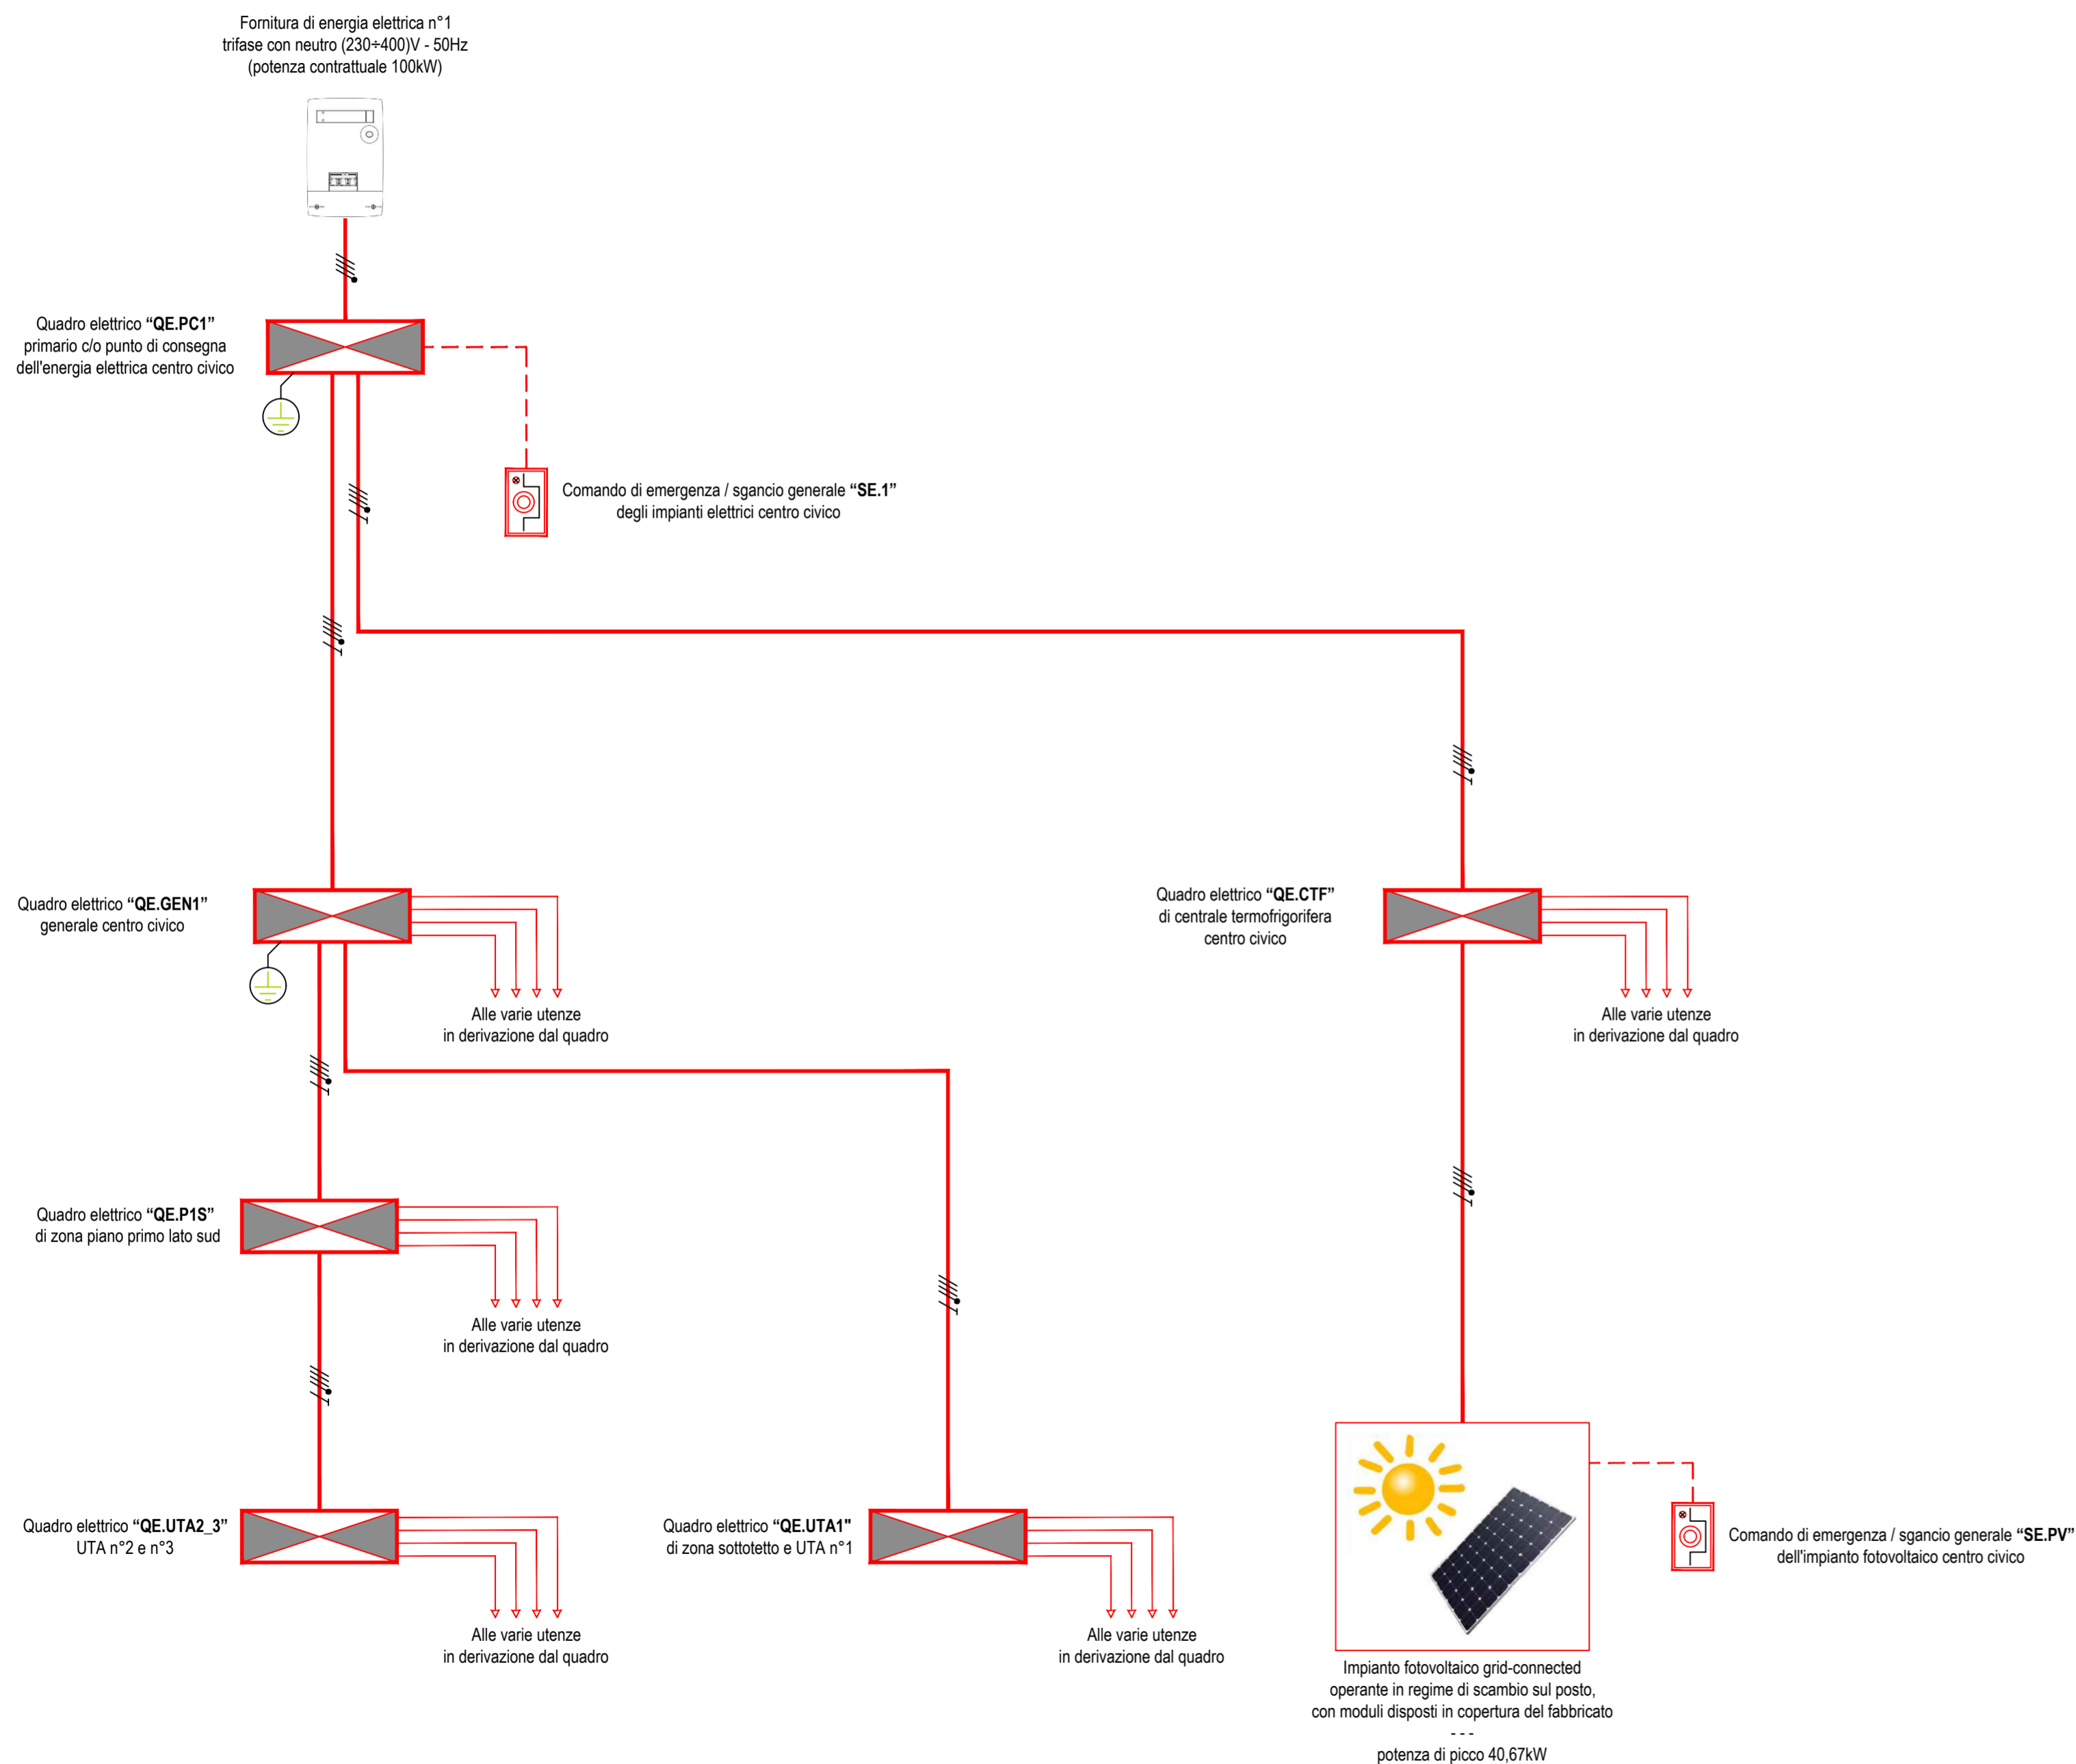 Fornitura di energia elettrica n°1
trifase con neutro (230÷400)V - 50Hz
(potenza contrattuale 100kW)
Quadro elettrico “QE.PC1”
primario c/o punto di consegna
dell'energia elettrica centro civico
Comando di emergenza / sgancio generale “SE.1”
degli impianti elettrici centro civico
Quadro elettrico “QE.GEN1”
generale centro civico
Alle varie utenze
in derivazione dal quadro
Quadro elettrico “QE.CTF”
di centrale termofrigorifera
centro civico
Alle varie utenze
in derivazione dal quadro
Quadro elettrico “QE.P1S”
di zona piano primo lato sud
Alle varie utenze
in derivazione dal quadro
Quadro elettrico “QE.UTA2_3”
UTA n°2 e n°3
Alle varie utenze
in derivazione dal quadro
Quadro elettrico “QE.UTA1"
di zona sottotetto e UTA n°1
Alle varie utenze
in derivazione dal quadro
Comando di emergenza / sgancio generale “SE.PV”
dell'impianto fotovoltaico centro civico
Impianto fotovoltaico grid-connected
operante in regime di scambio sul posto,
con moduli disposti in copertura del fabbricato
- - -
potenza di picco 40,67kW